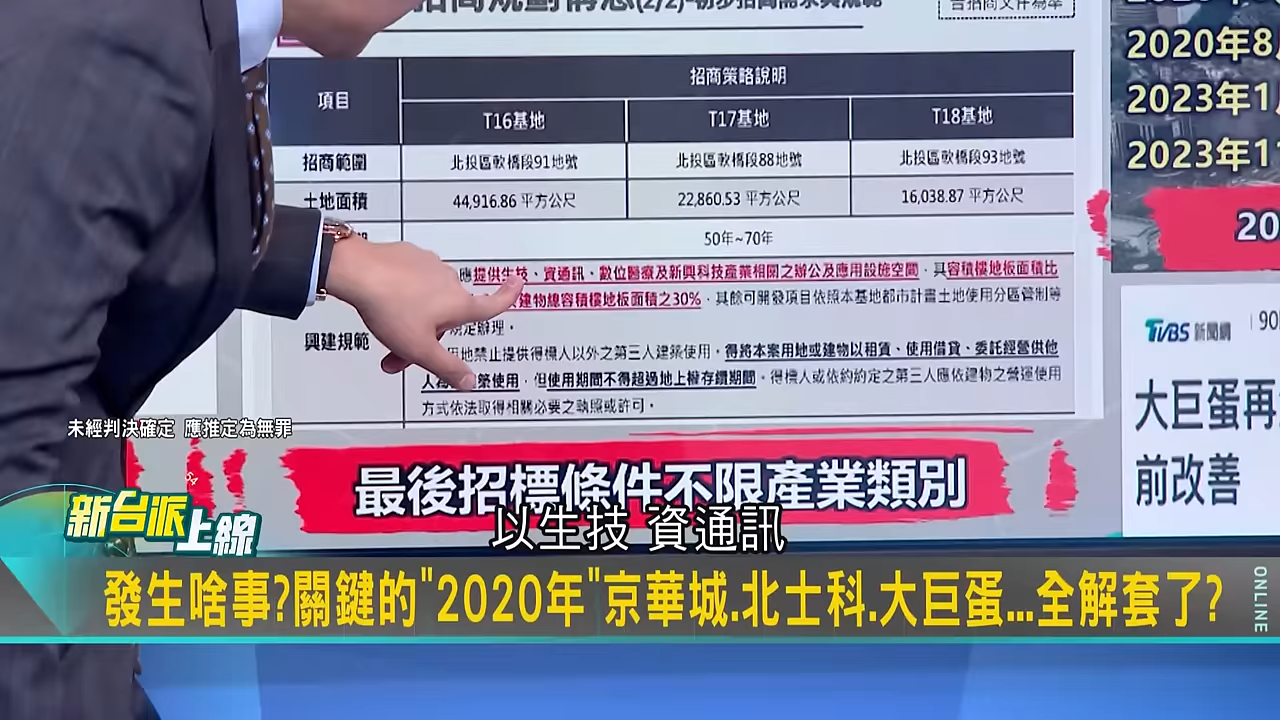 招商規劃構想(2/2)-初步招商需求與規範
含招商文件為準
項目
招商策略說明
T16基地
T17基地
T18基地
招商範圍
北投區軟橋段91地號
北投區軟橋段88地號
北投區軟橋段93地號
土地面積
44,916.86 平方公尺
22,860.53 平方公尺
16,038.87 平方公尺
50年~70年
興建規範
應提供生技、資通訊、數位醫療及新興科技產業相關之辦公及應用設施空間，其容積樓地板面積比
建物總容積樓地板面積之30%，其餘可開發項目依照本基地都市計畫土地使用分區管制等
規定辦理。
用地禁止提供得標人以外之第三人建築使用，得將本案用地或建物以租賃、使用借貸、委託經營供他
人為 築使用，但使用期間不得超過地上權存續期間。得標人或依約約定之第三人應依建物之營運使用
方式依法取得相關必要之執照或許可。
2020年8
2023年1
2023年1
20
TVBS 新聞網 90
大巨蛋再
前改善
未經判決確定 應推定為無罪
最後招標條件不限產業類別
新台派上線
以生技 資通訊
發生啥事?關鍵的"2020年"京華城.北士科.大巨蛋...全解套了?
ONLINE